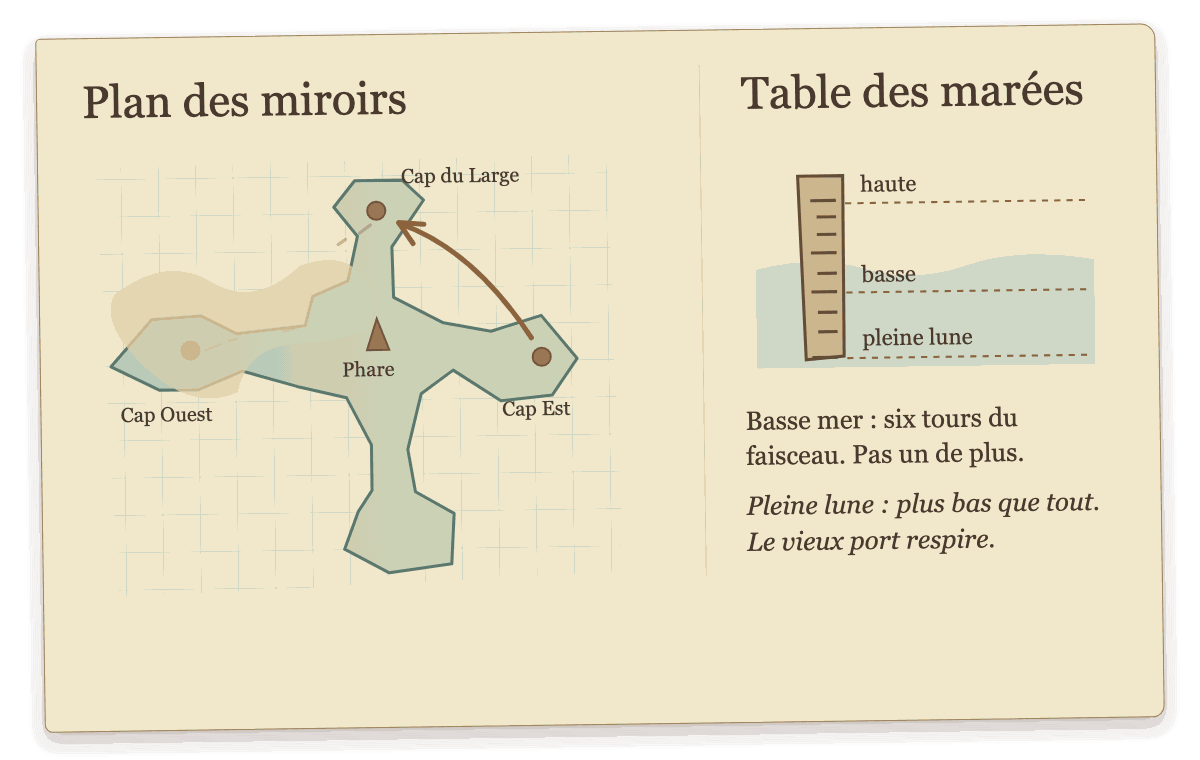 Plan des miroirs
Cap du Large
Phare
Cap Ouest
Cap Est
Table des marées
haute
basse
pleine lune
Basse mer : six tours du
faisceau. Pas un de plus.
Pleine lune : plus bas que tout.
Le vieux port respire.